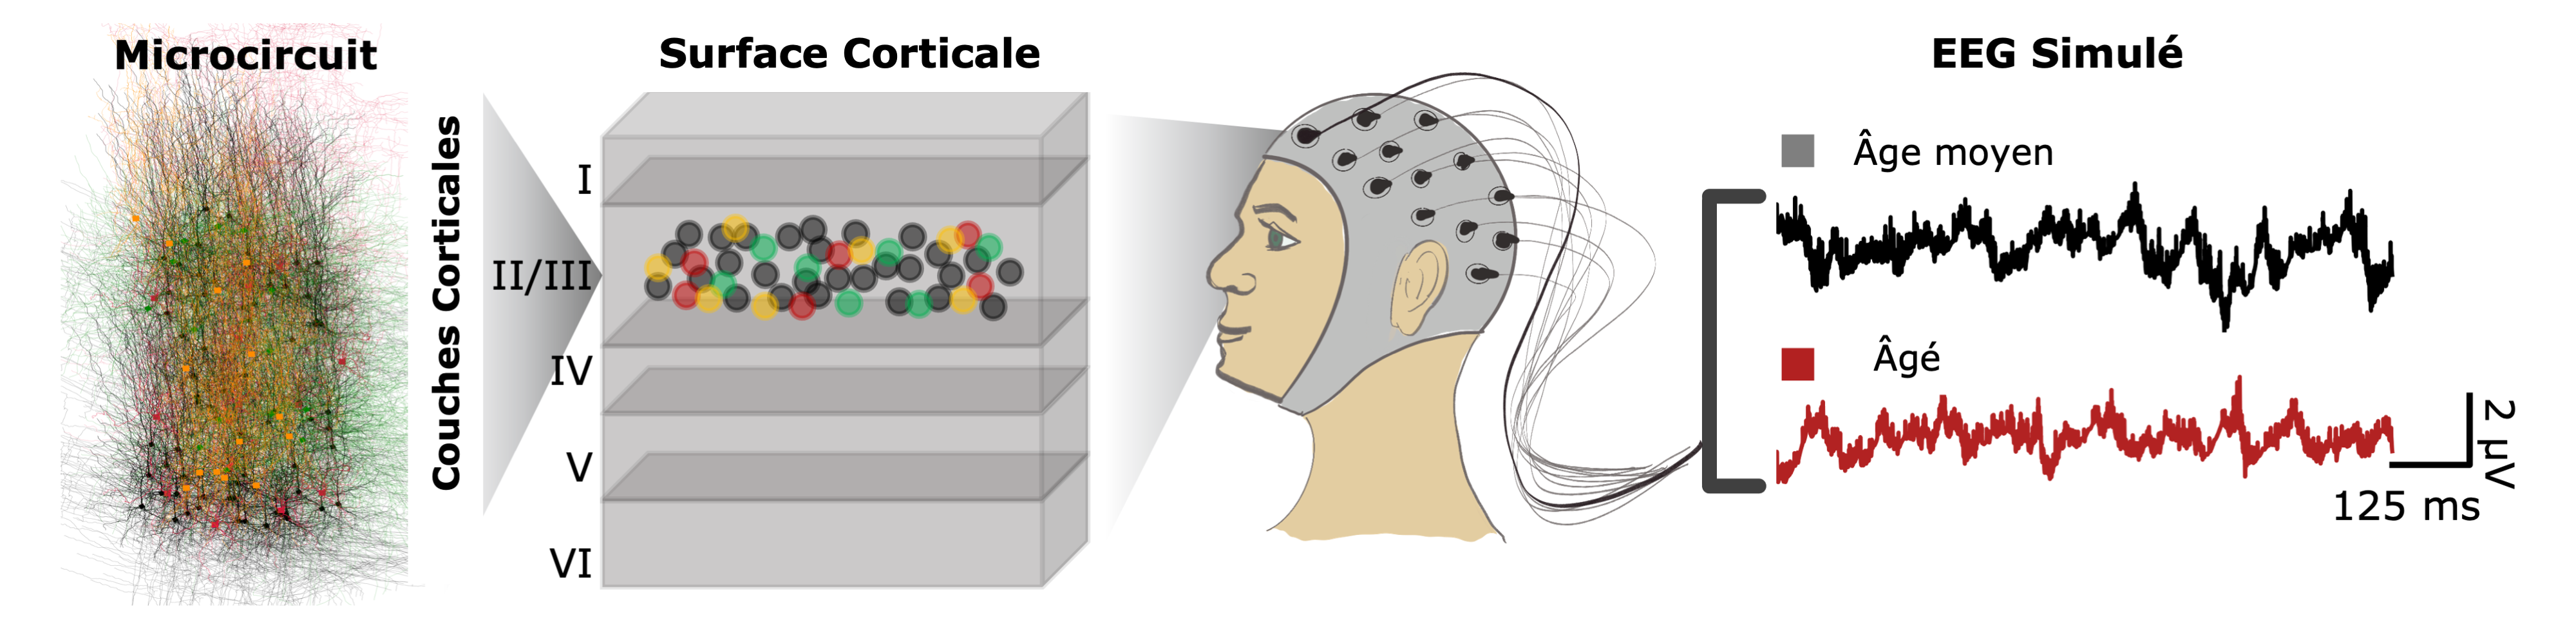 Microcircuit
Couches Corticales
Surface Corticale
I
II/III
IV
V
VI
EEG Simulé
Âge moyen
Âgé
2 µV
125 ms